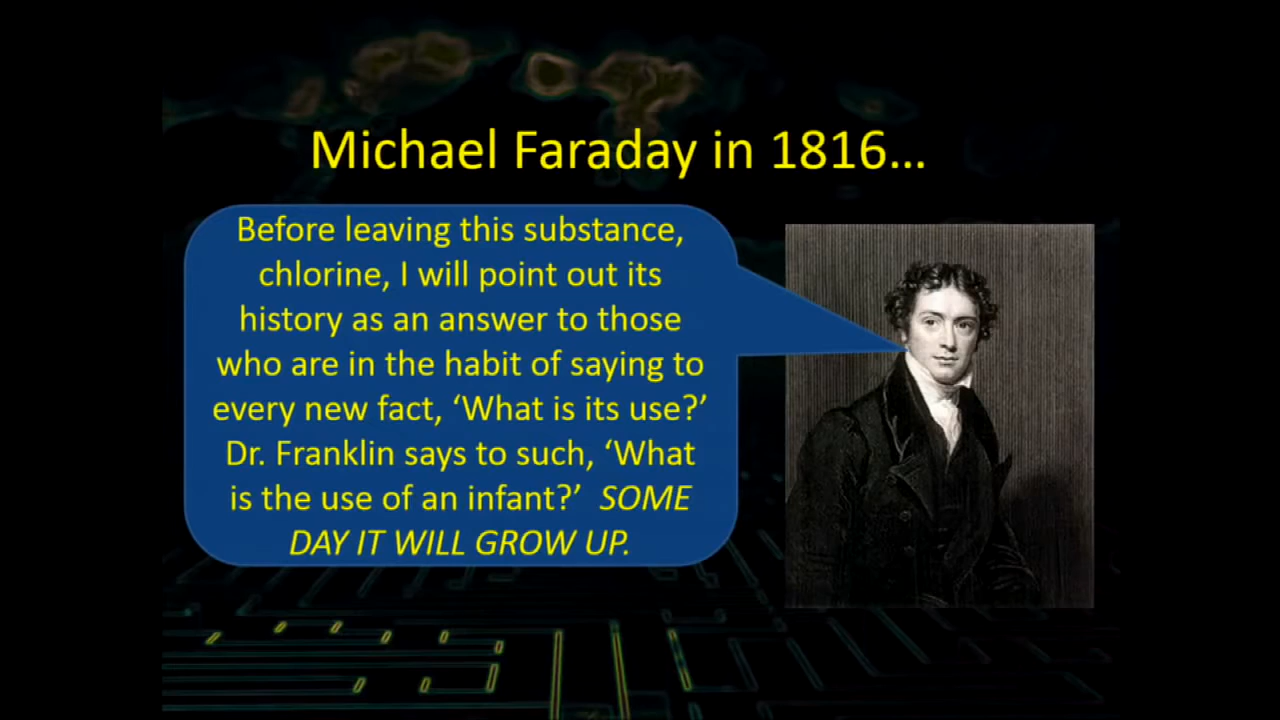 Michael Faraday in 1816…
Before leaving this substance,
chlorine, I will point out its
history as an answer to those
who are in the habit of saying to
every new fact, ‘What is its use?’
Dr. Franklin says to such, ‘What
is the use of an infant?’ SOME
DAY IT WILL GROW UP.